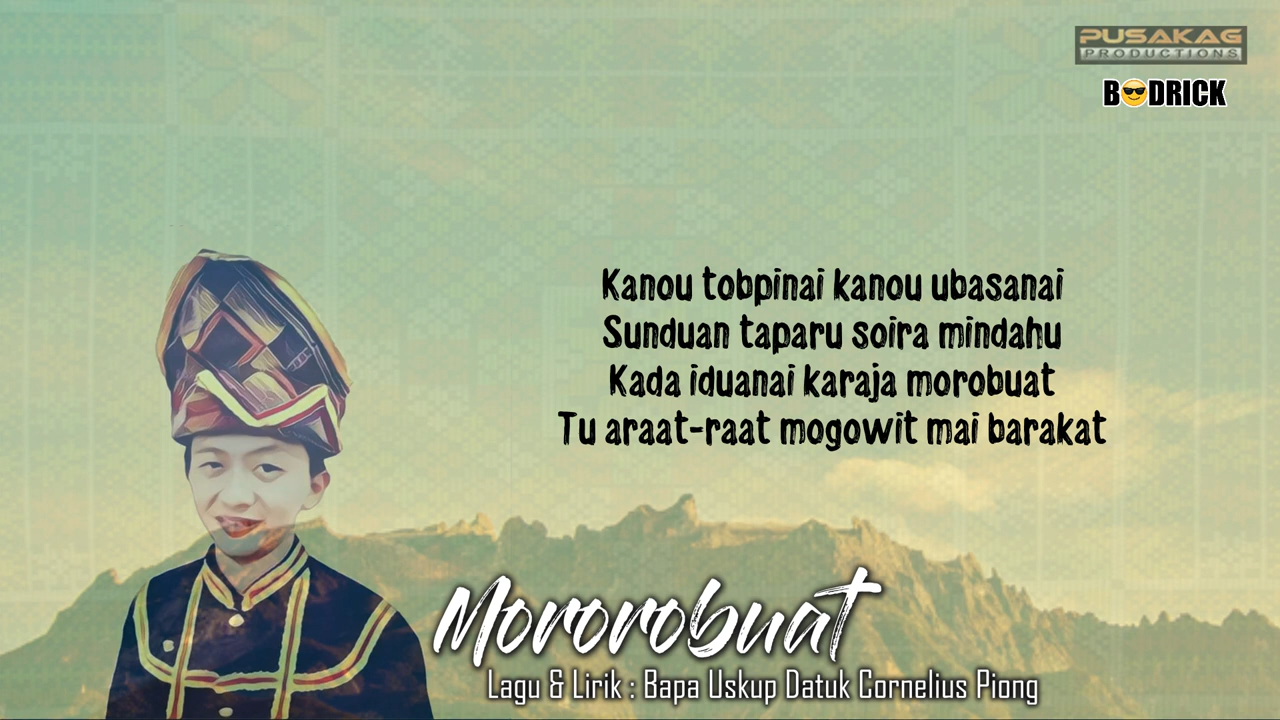 PUSAKAG
PRODUCTIONS
B😎DRICK
Kanou tobpinai kanou ubasanai
Sunduan taparu soira mindahu
Kada iduanai karaja morobuat
Tu araat-raat mogowit mai barakat
Mororobuat
Lagu & Lirik : Bapa Uskup Datuk Cornelius Piong